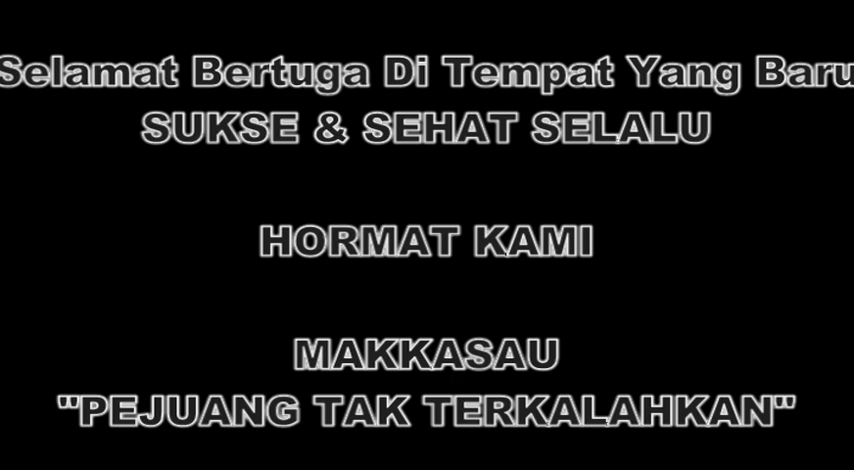 Selamat Bertuga Di Tempat Yang Baru
SUKSE & SEHAT SELALU
HORMAT KAMI
MAKKASAU
"PEJUANG TAK TERKALAHKAN"